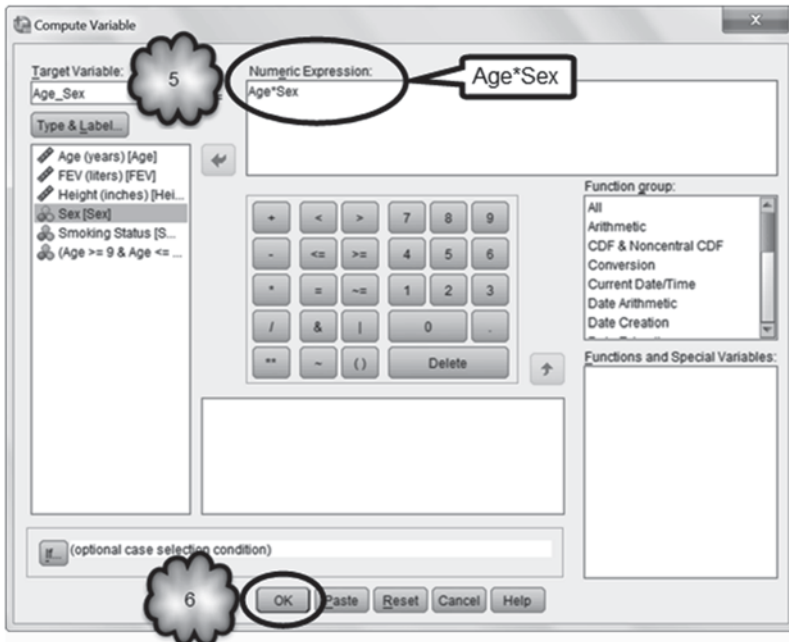 Compute Variable
x
Target Variable:
5
Numeric Expression:
Age*Sex
Age_Sex
Age*Sex
Type & Label...
Age (years) [Age]
FEV (liters) [FEV]
Height (inches) [Hei...
Sex [Sex]
Smoking Status [S...
(Age >= 9 & Age <= ...
+ < > 7 8 9
- <= >= 4 5 6
* = ~= 1 2 3
/ & | 0 .
** ~ () Delete
Function group:
All
Arithmetic
CDF & Noncentral CDF
Conversion
Current Date/Time
Date Arithmetic
Date Creation
Functions and Special Variables:
If... (optional case selection condition)
6
OK Paste Reset Cancel Help